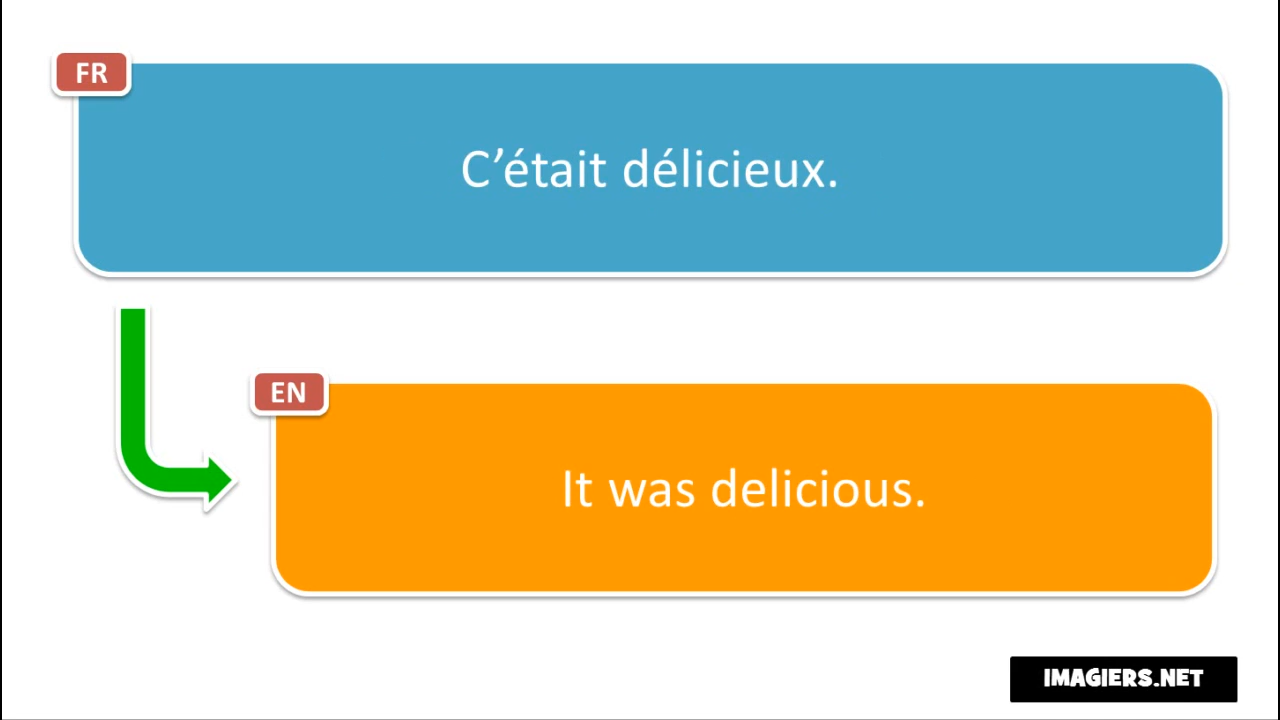 FR
C’était délicieux.
EN
It was delicious.
IMAGIERS.NET